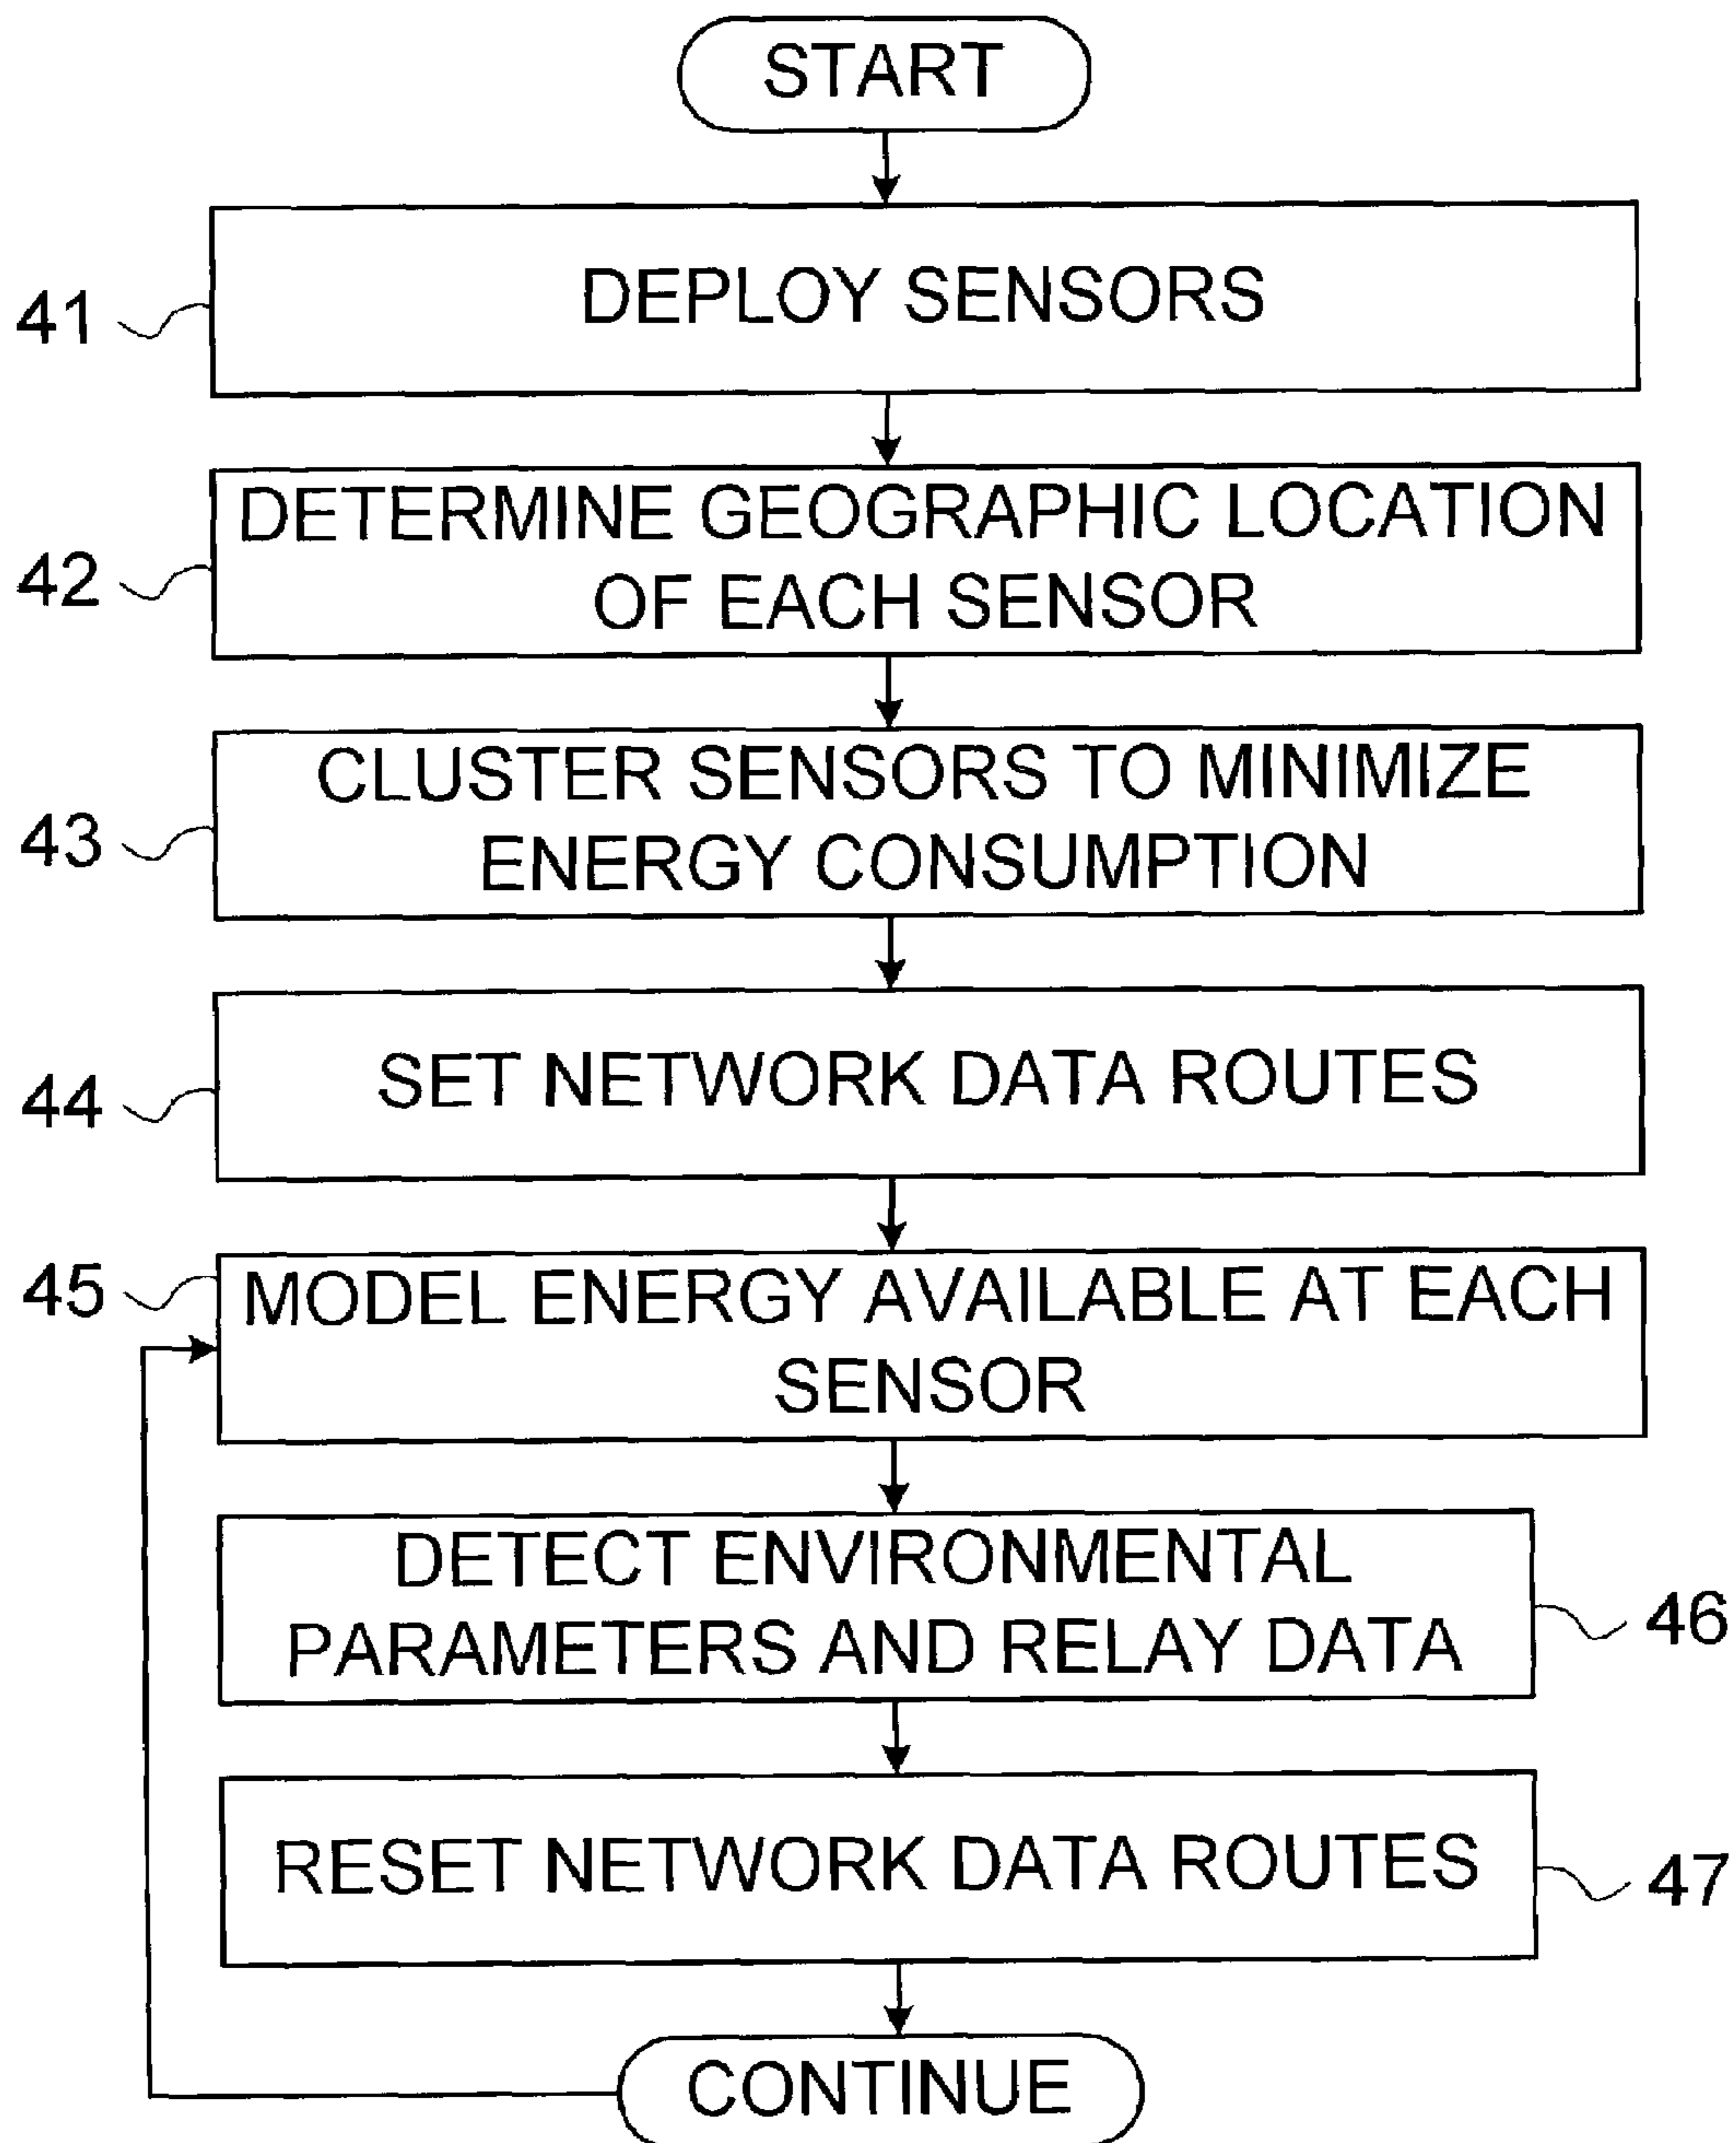 START
41
DEPLOY SENSORS
42
DETERMINE GEOGRAPHIC LOCATION
OF EACH SENSOR
43
CLUSTER SENSORS TO MINIMIZE
ENERGY CONSUMPTION
44
SET NETWORK DATA ROUTES
45
MODEL ENERGY AVAILABLE AT EACH
SENSOR
DETECT ENVIRONMENTAL
PARAMETERS AND RELAY DATA
46
RESET NETWORK DATA ROUTES
47
CONTINUE